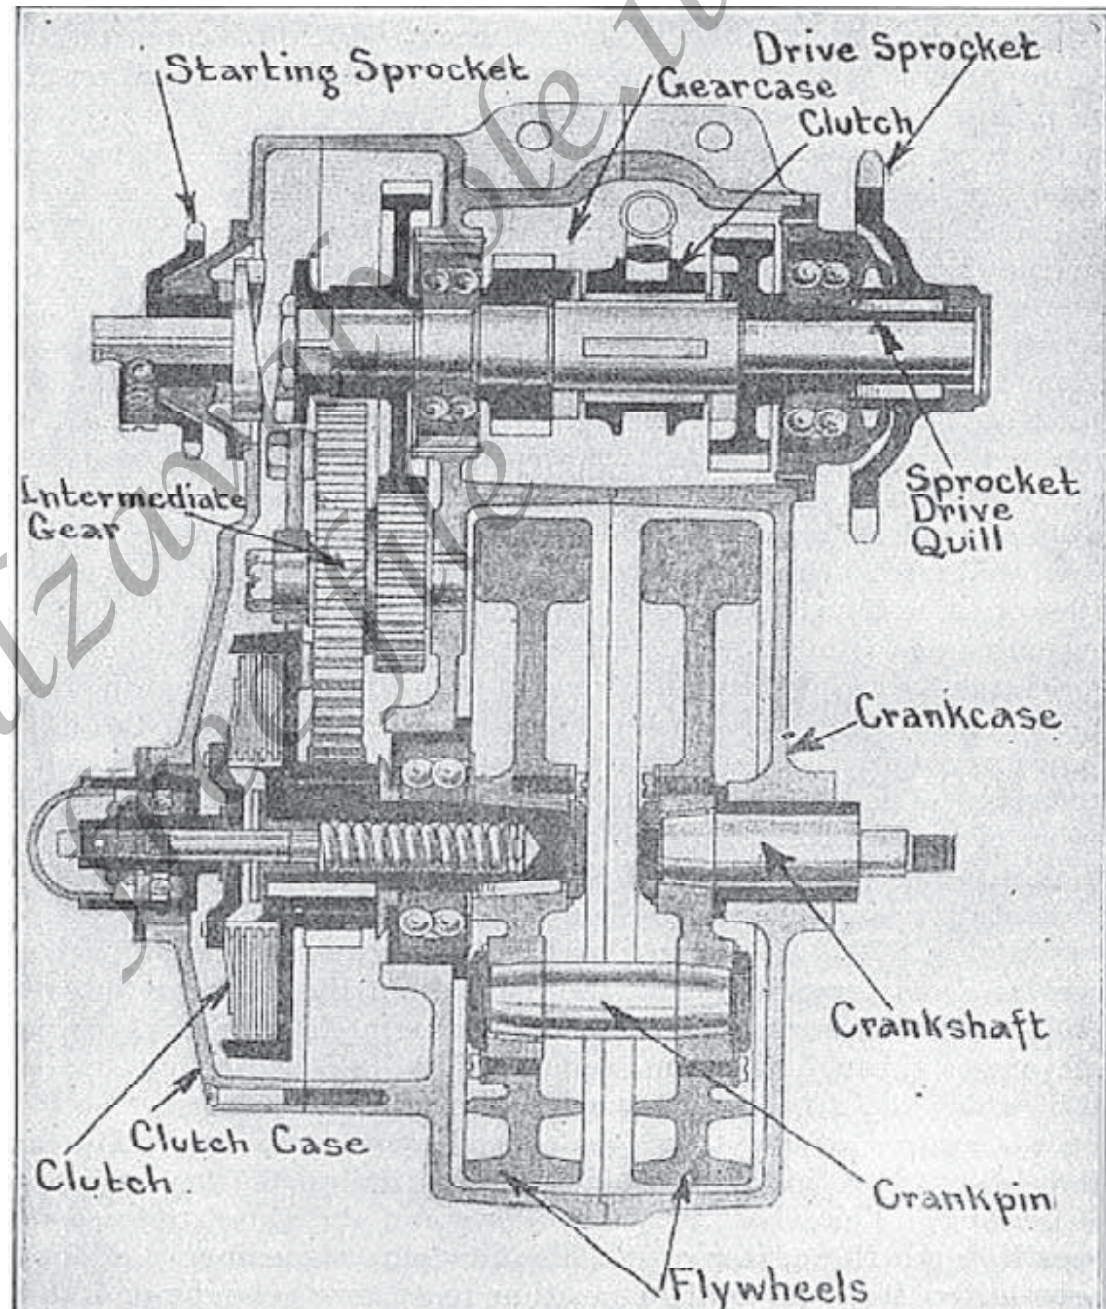 Starting Sprocket
Drive Sprocket
Gearcase
Clutch
Intermediate
Gear
Sprocket
Drive
Quill
Crankcase
Crankshaft
Clutch Case
Clutch
Crankpin
Flywheels